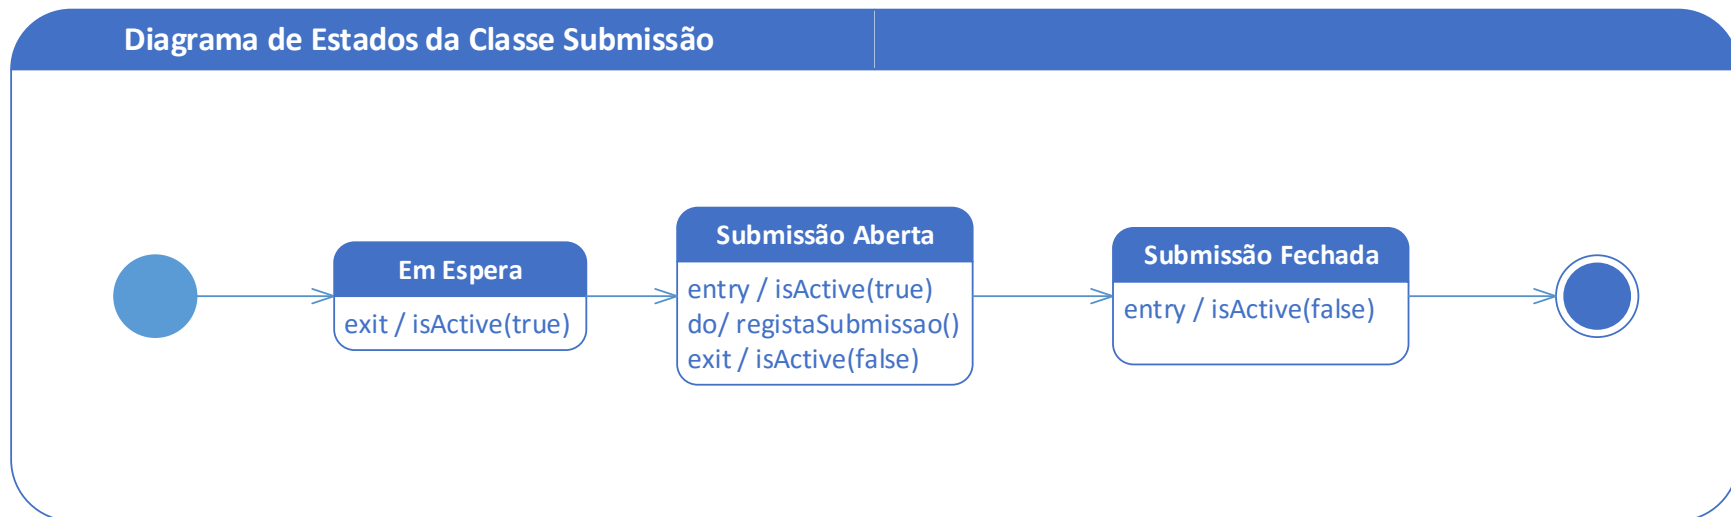 Diagrama de Estados da Classe Submissão
Em Espera
exit / isActive(true)
Submissão Aberta
entry / isActive(true)
do/ registaSubmissao()
exit / isActive(false)
Submissão Fechada
entry / isActive(false)